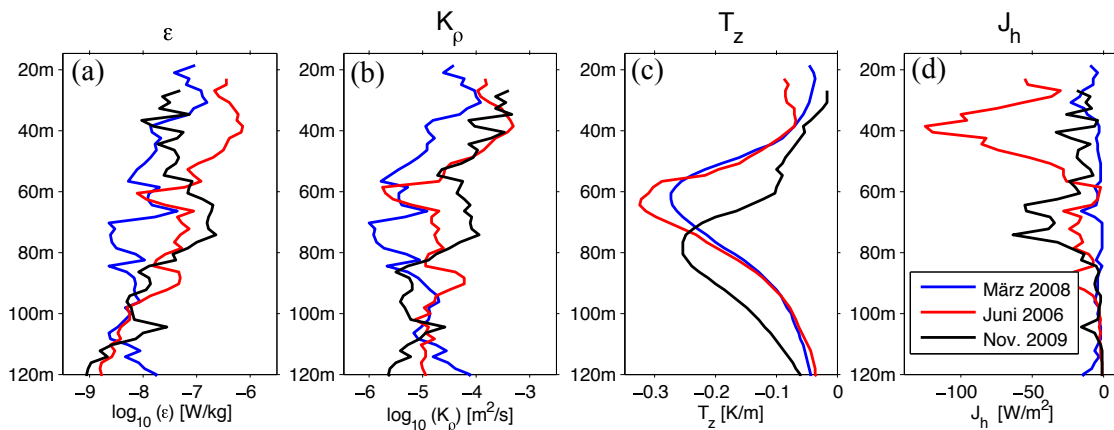 ε
K_ρ
T_z
J_h
(a)
(b)
(c)
(d)
20m
40m
60m
80m
100m
120m
20m
40m
60m
80m
100m
120m
20m
40m
60m
80m
100m
120m
20m
40m
60m
80m
100m
120m
März 2008
Juni 2006
Nov. 2009
−9 −8 −7 −6
−6 −5 −4 −3
−0.3 −0.2 −0.1 0
−100 −50 0
log₁₀ (ε) [W/kg]
log₁₀ (K_ρ) [m²/s]
T_z [K/m]
J_h [W/m²]